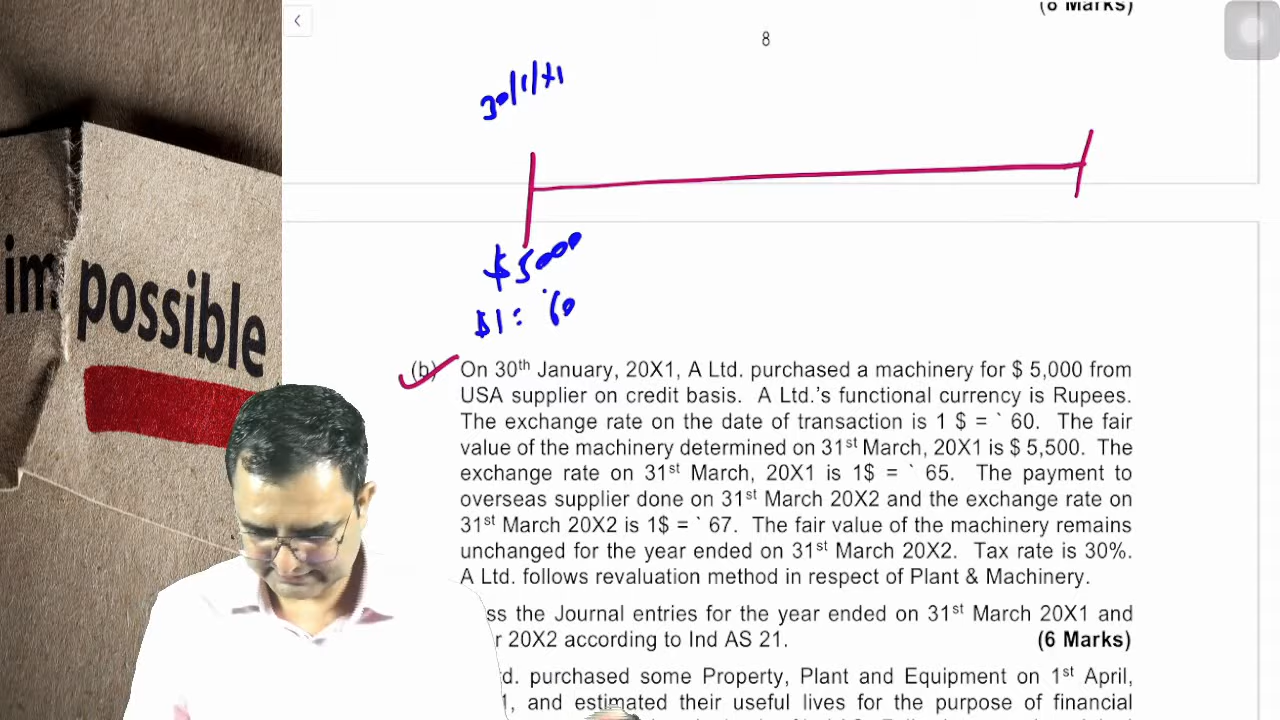 (8 Marks)
8
30/1/X1
$ 5000
$1 = 60
im possible
(b) On 30th January, 20X1, A Ltd. purchased a machinery for $ 5,000 from
USA supplier on credit basis. A Ltd.'s functional currency is Rupees.
The exchange rate on the date of transaction is 1 $ = ` 60. The fair
value of the machinery determined on 31st March, 20X1 is $ 5,500. The
exchange rate on 31st March, 20X1 is 1$ = ` 65. The payment to
overseas supplier done on 31st March 20X2 and the exchange rate on
31st March 20X2 is 1$ = ` 67. The fair value of the machinery remains
unchanged for the year ended on 31st March 20X2. Tax rate is 30%.
A Ltd. follows revaluation method in respect of Plant & Machinery.
ss the Journal entries for the year ended on 31st March 20X1 and
r 20X2 according to Ind AS 21. (6 Marks)
d. purchased some Property, Plant and Equipment on 1st April,
1, and estimated their useful lives for the purpose of financial